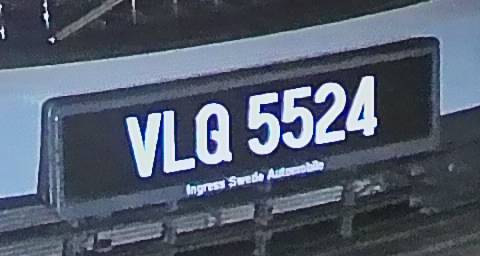 VLQ 5524
Ingress Swede Automobile